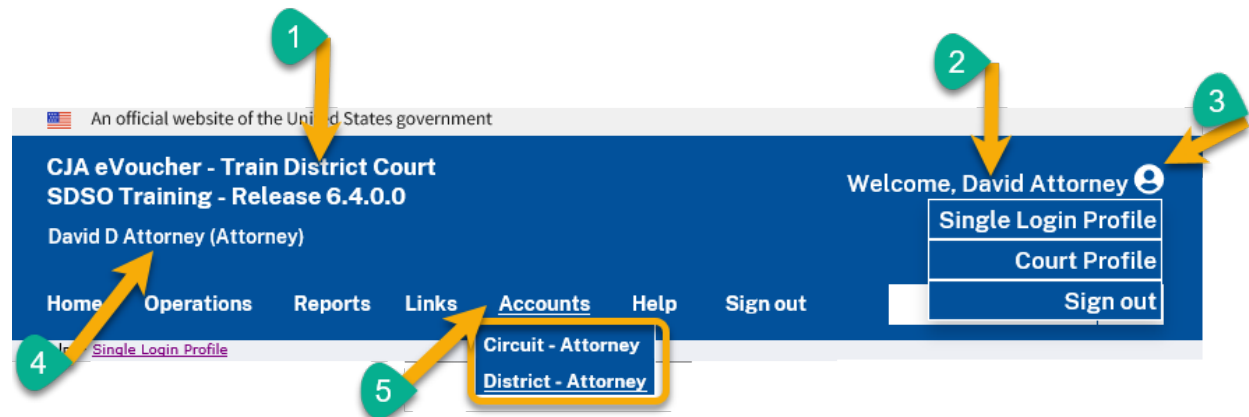 1
2
3
An official website of the United States government
CJA eVoucher - Train District Court
SDSO Training - Release 6.4.0.0
Welcome, David Attorney
Single Login Profile
Court Profile
Sign out
David D Attorney (Attorney)
Home Operations Reports Links Accounts Help Sign out
Single Login Profile
Circuit - Attorney
District - Attorney
4
5